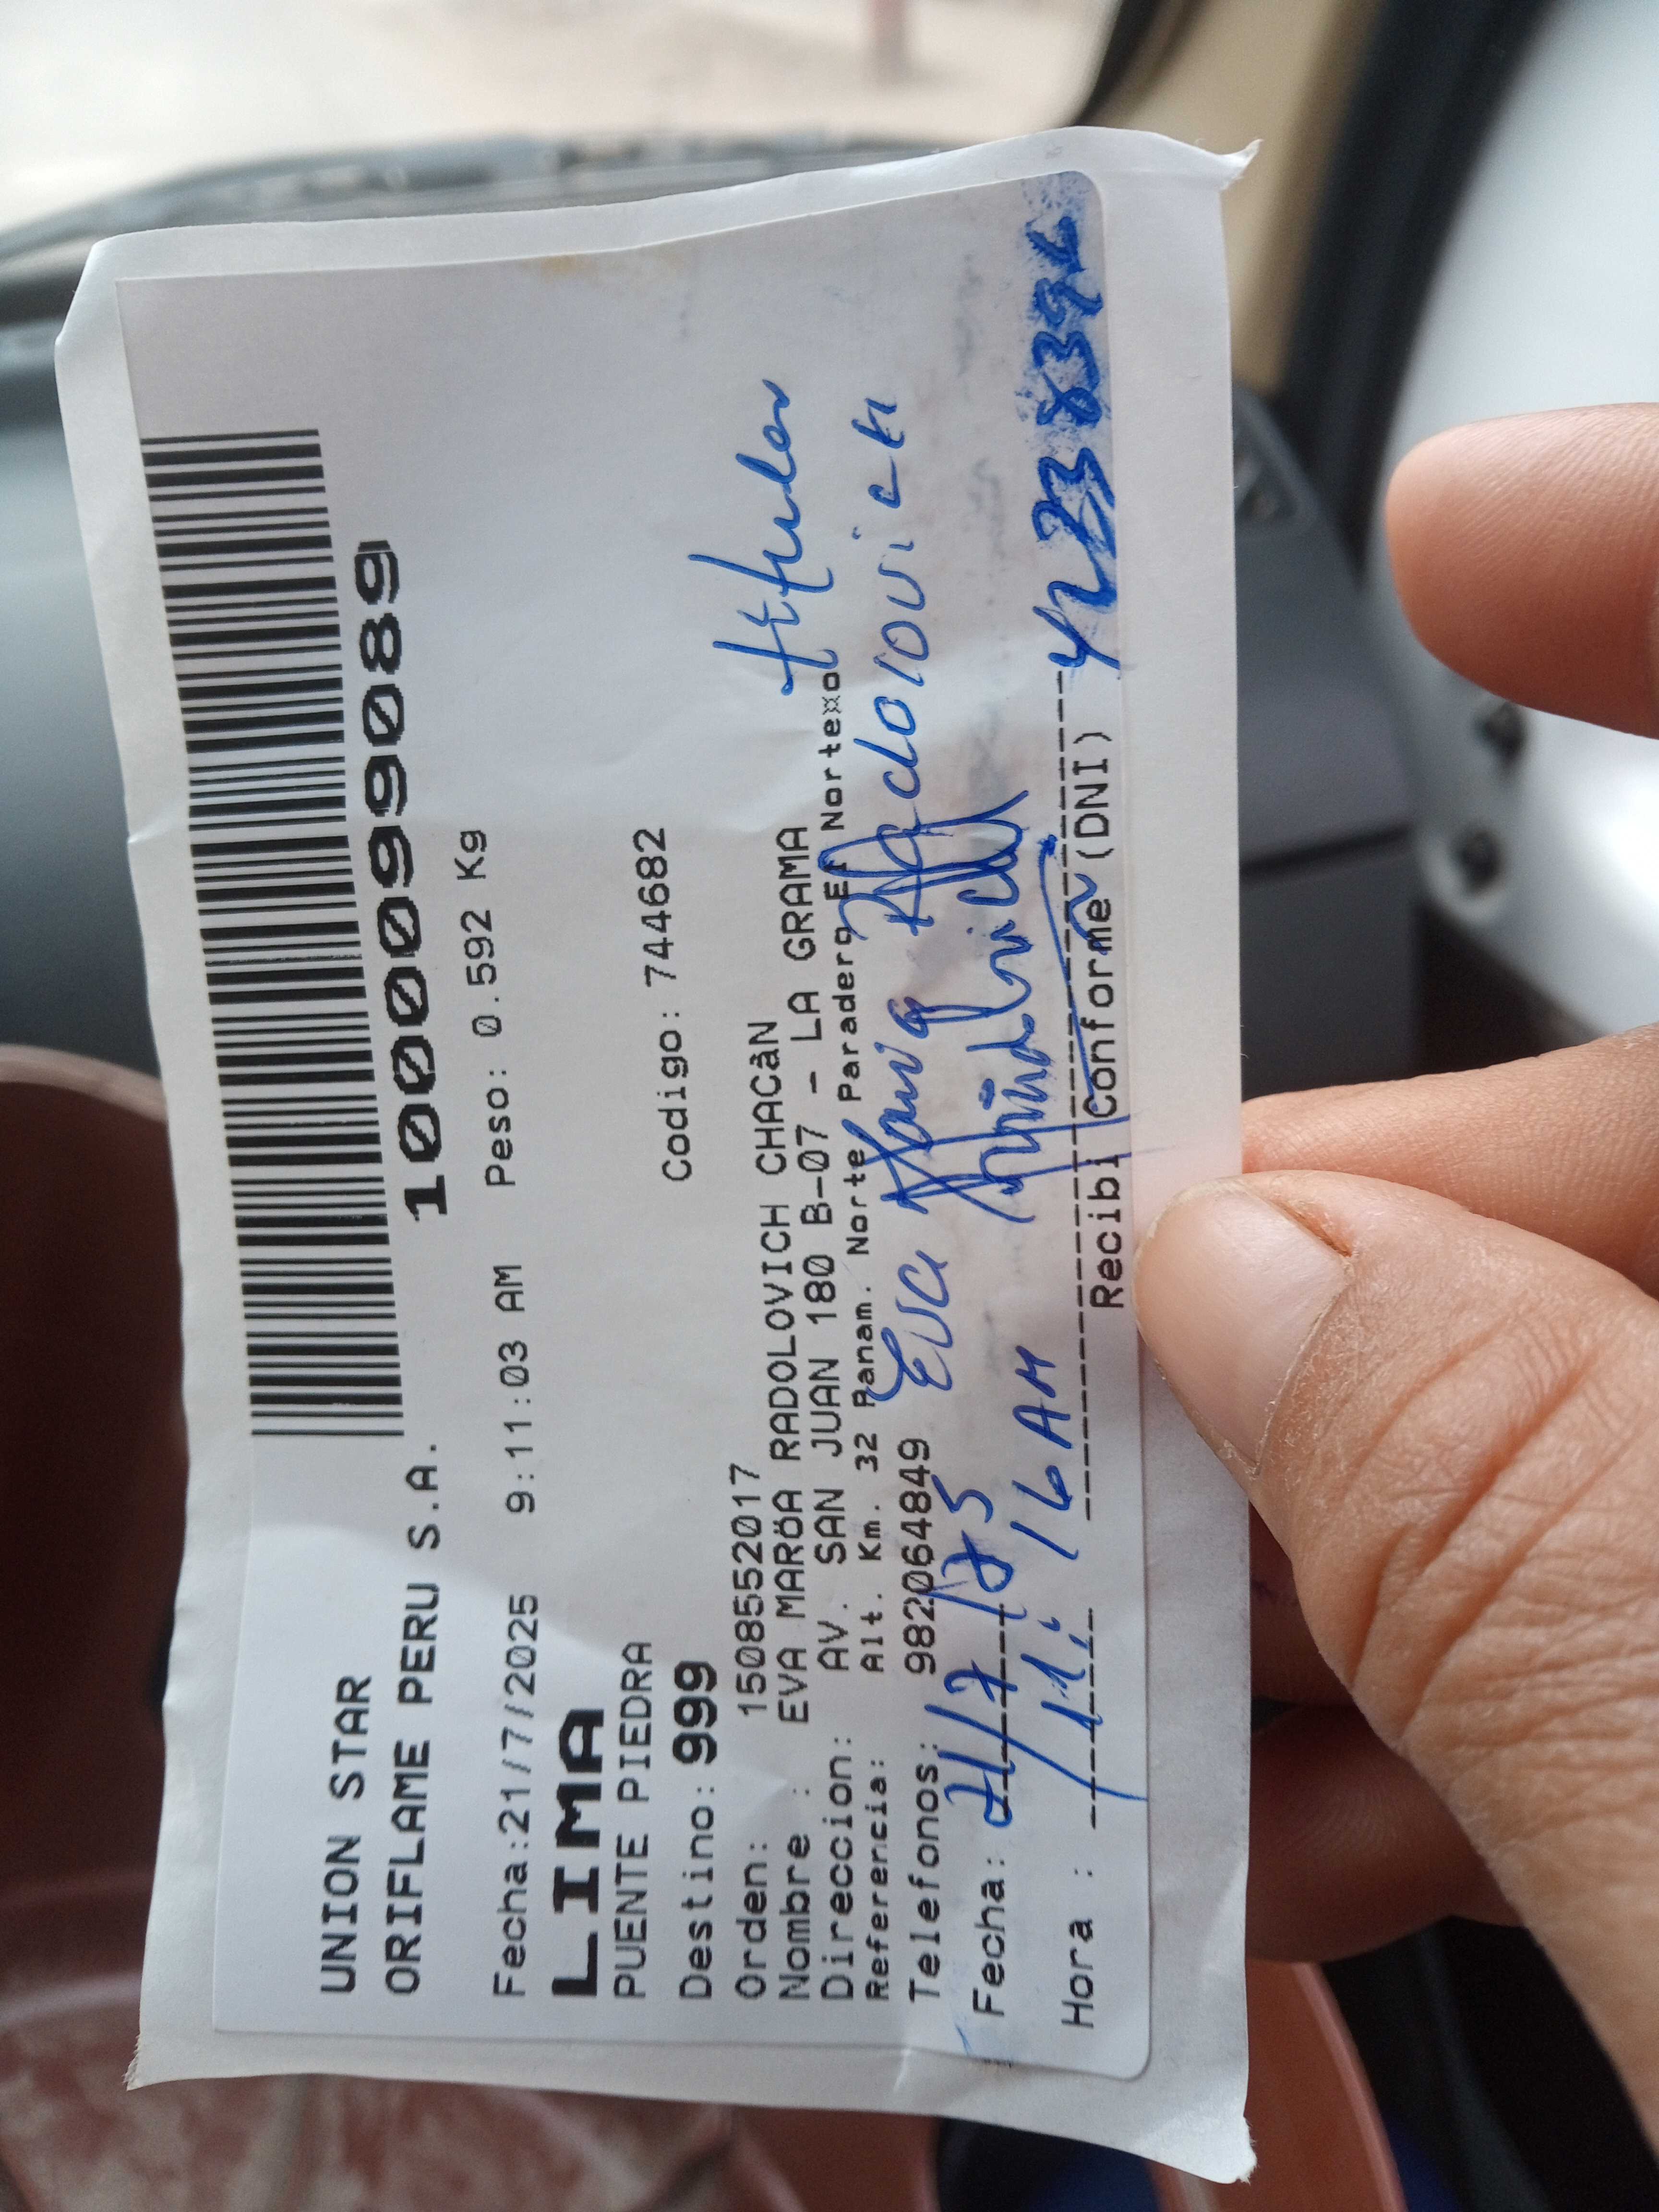 1000099089
UNION STAR
ORIFLAME PERU S.A.
Fecha:21/7/2025 9:11:03 AM Peso: 0.592 Kg
LIMA
PUENTE PIEDRA
Destino: 999 Codigo: 744682
Orden: 1508552017
Nombre : EVA MARÖA RADOLOVICH CHACàN
Titular
Direccion: AV. SAN JUAN 180 B-07 - LA GRAMA
Referencia: Alt. Km. 32 Panam. Norte/ Paradero El Norte¤o
Telefonos: 982064849
Eva Maria Radolovich
Fecha: 21/7/25
Hora : 11:16 AM
Recibi Conforme (DNI)